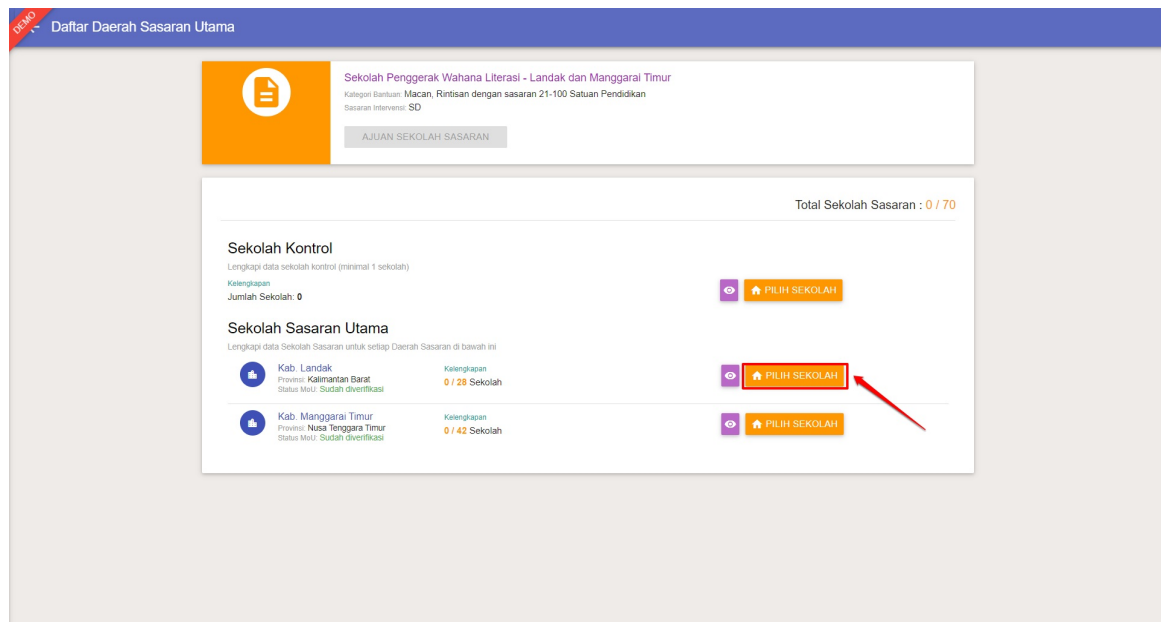 DEMO
Daftar Daerah Sasaran Utama
Sekolah Penggerak Wahana Literasi - Landak dan Manggarai Timur
Kategori Bantuan: Macan, Rintisan dengan sasaran 21-100 Satuan Pendidikan
Sasaran Intervensi: SD
AJUAN SEKOLAH SASARAN
Total Sekolah Sasaran : 0 / 70
Sekolah Kontrol
Lengkapi data sekolah kontrol (minimal 1 sekolah)
Kelengkapan
Jumlah Sekolah: 0
PILIH SEKOLAH
Sekolah Sasaran Utama
Lengkapi data Sekolah Sasaran untuk setiap Daerah Sasaran di bawah ini
Kab. Landak
Provinsi: Kalimantan Barat
Status MoU: Sudah diverifikasi
Kelengkapan
0 / 28 Sekolah
PILIH SEKOLAH
Kab. Manggarai Timur
Provinsi: Nusa Tenggara Timur
Status MoU: Sudah diverifikasi
Kelengkapan
0 / 42 Sekolah
PILIH SEKOLAH